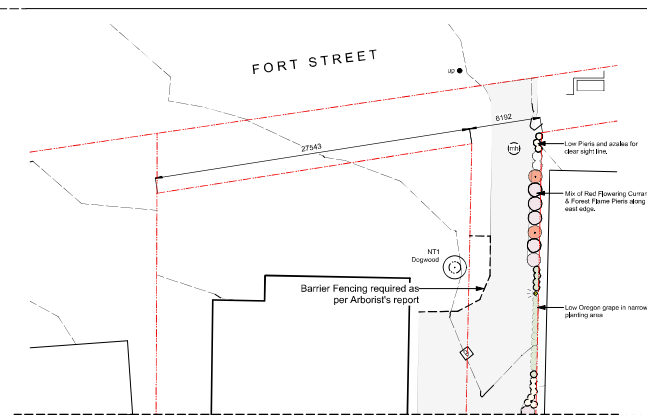 FORT STREET
up
8192
27543
mh
Low Pieris and azalea for
clear sight line.
Mix of Red Flowering Curran
& Forest Flame Pieris along
east edge.
NT1
Dogwood
Barrier Fencing required as
per Arborist's report
Low Oregon grape in narrow
planting area